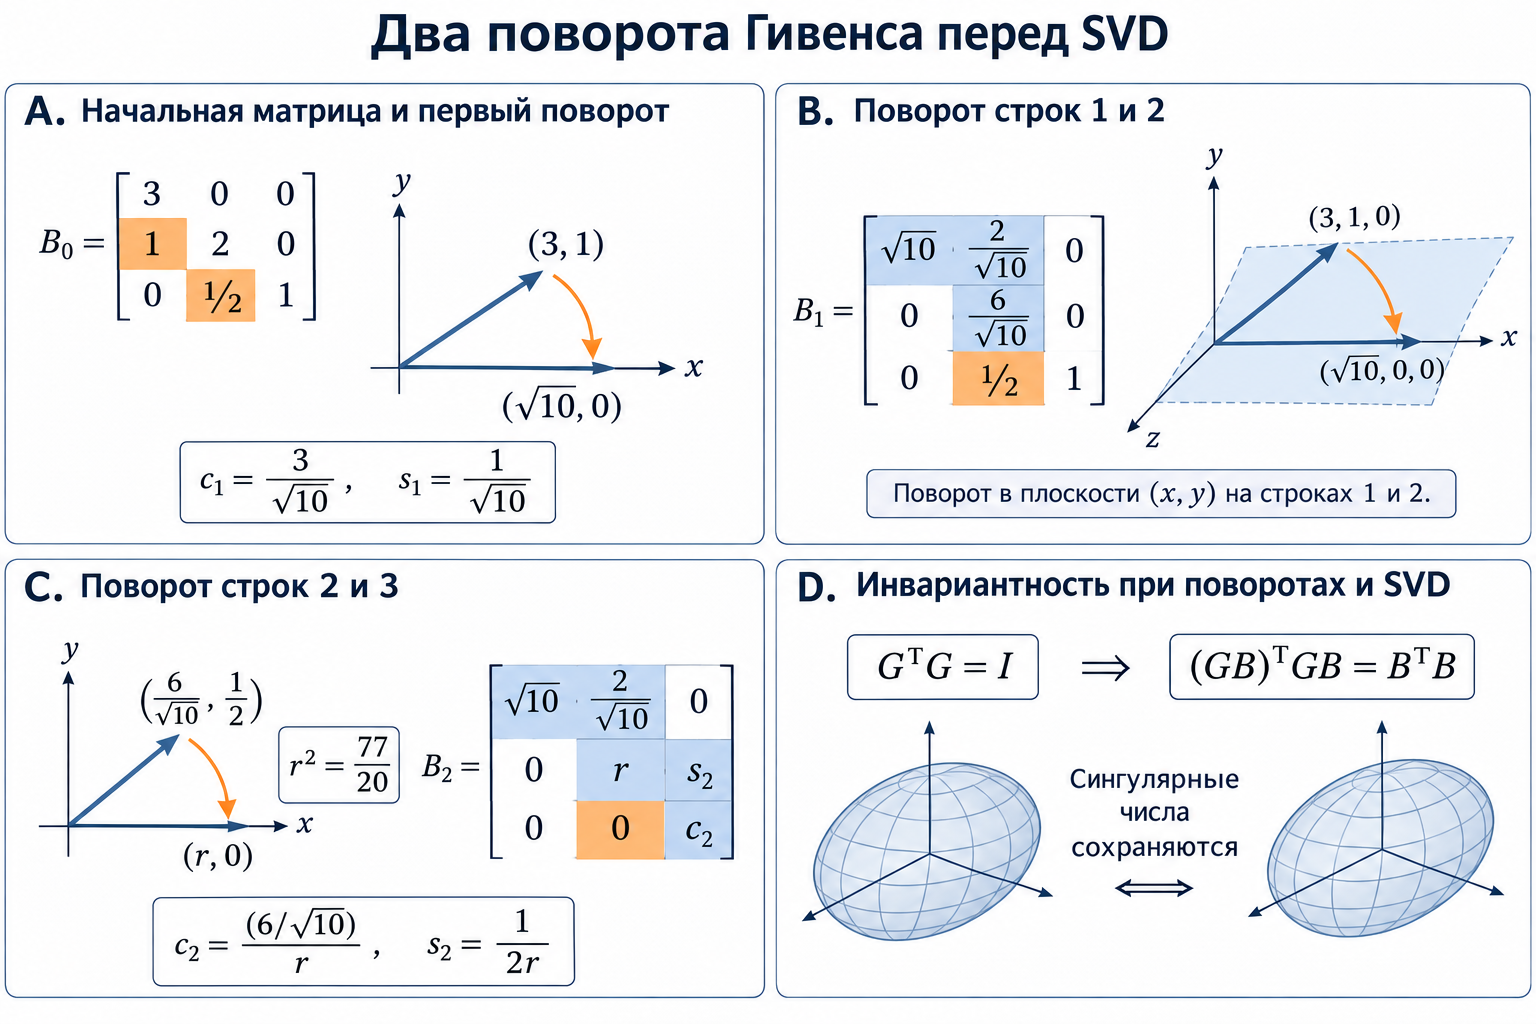 Два поворота Гивенса перед SVD
A. Начальная матрица и первый поворот
B₀ =
3 0 0
1 2 0
0 ½ 1
y
(3, 1)
x
(√10, 0)
c₁ = 3/√10 , s₁ = 1/√10
B. Поворот строк 1 и 2
B₁ =
√10 · 2/√10 0
0 6/√10 0
0 ½ 1
y
(3, 1, 0)
x
(√10, 0, 0)
z
Поворот в плоскости (x, y) на строках 1 и 2.
C. Поворот строк 2 и 3
y
(6/√10, 1/2)
x
(r, 0)
r² = 77/20
B₂ =
√10 · 2/√10 0
0 r s₂
0 0 c₂
c₂ = (6/√10)/r , s₂ = 1/2r
D. Инвариантность при поворотах и SVD
GᵀG = I ⟹ (GB)ᵀGB = BᵀB
Сингулярные
числа
сохраняются
⟺